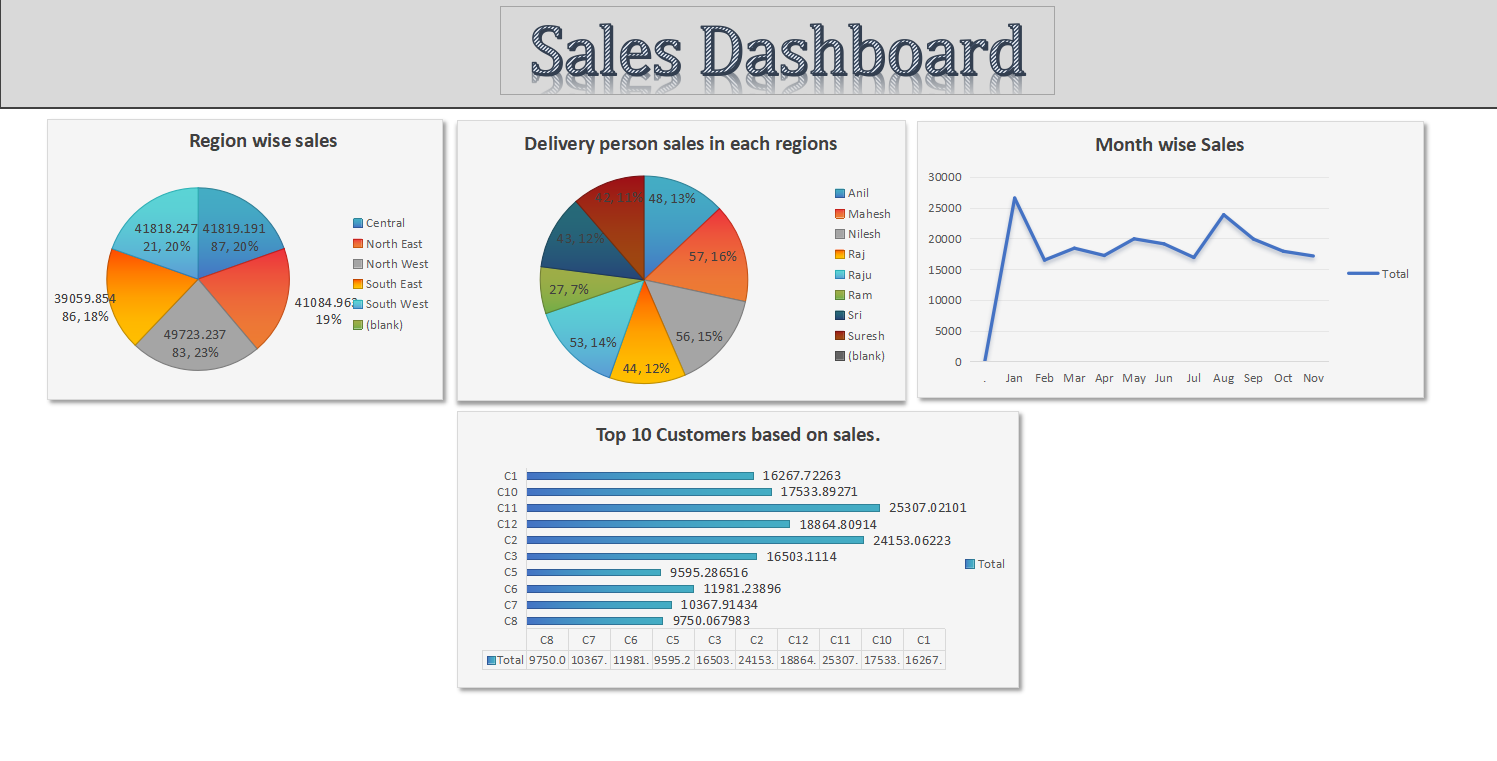 Sales Dashboard
Region wise sales
41818.247
21, 20%
41819.191
87, 20%
39059.854
86, 18%
41084.962
19%
49723.237
83, 23%
Central
North East
North West
South East
South West
(blank)
Delivery person sales in each regions
42, 11%
48, 13%
43, 12%
57, 16%
27, 7%
53, 14%
56, 15%
44, 12%
Anil
Mahesh
Nilesh
Raj
Raju
Ram
Sri
Suresh
(blank)
Month wise Sales
30000
25000
20000
15000
10000
5000
0
. Jan Feb Mar Apr May Jun Jul Aug Sep Oct Nov
Total
Top 10 Customers based on sales.
C1 16267.72263
C10 17533.89271
C11 25307.02101
C12 18864.80914
C2 24153.06223
C3 16503.1114
C5 9595.286516
C6 11981.23896
C7 10367.91434
C8 9750.067983
Total
C8 C7 C6 C5 C3 C2 C12 C11 C10 C1
Total 9750.0 10367. 11981. 9595.2 16503. 24153. 18864. 25307. 17533. 16267.